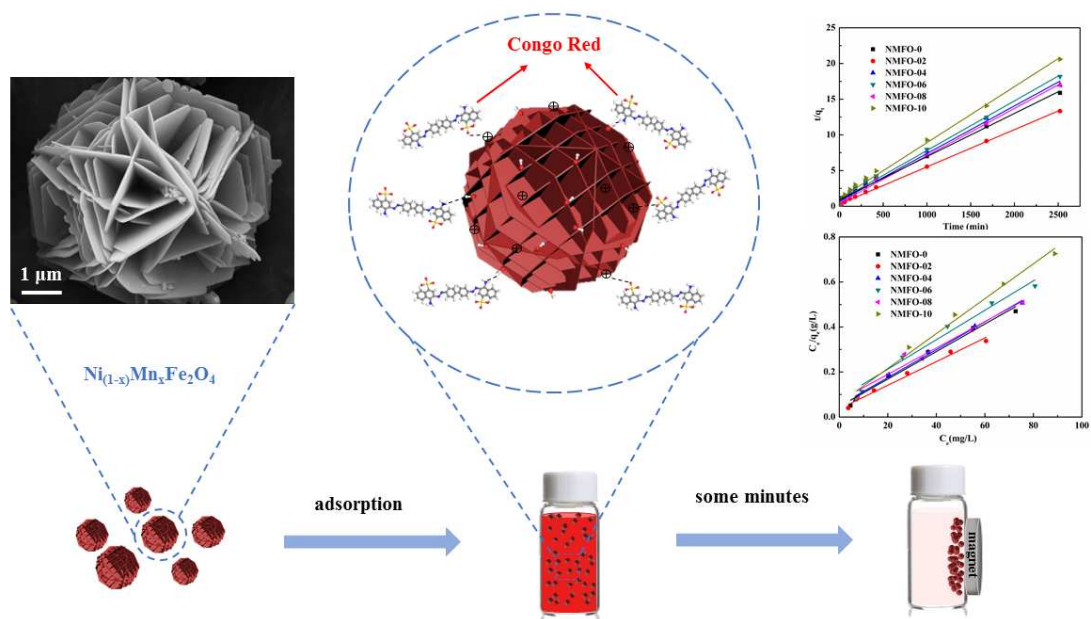 Congo Red
1 μm
Ni(1-x)MnxFe2O4
adsorption
some minutes
magnet
t/qt
25
20
15
10
5
0
NMFO-0
NMFO-02
NMFO-04
NMFO-06
NMFO-08
NMFO-10
0 500 1000 1500 2000 2500
Time (min)
Ce/qe(g/L)
0.8
0.6
0.4
0.2
0.0
NMFO-0
NMFO-02
NMFO-04
NMFO-06
NMFO-08
NMFO-10
0 20 40 60 80 100
Ce(mg/L)